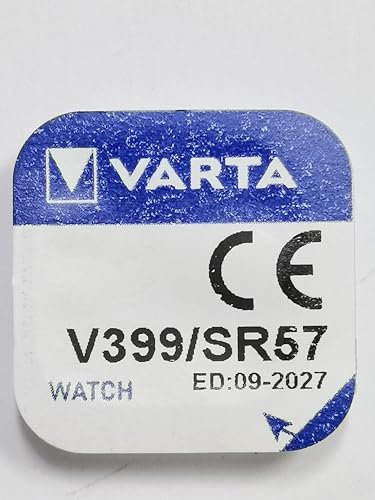 VARTA
CE
V399/SR57
WATCH
ED:09-2027